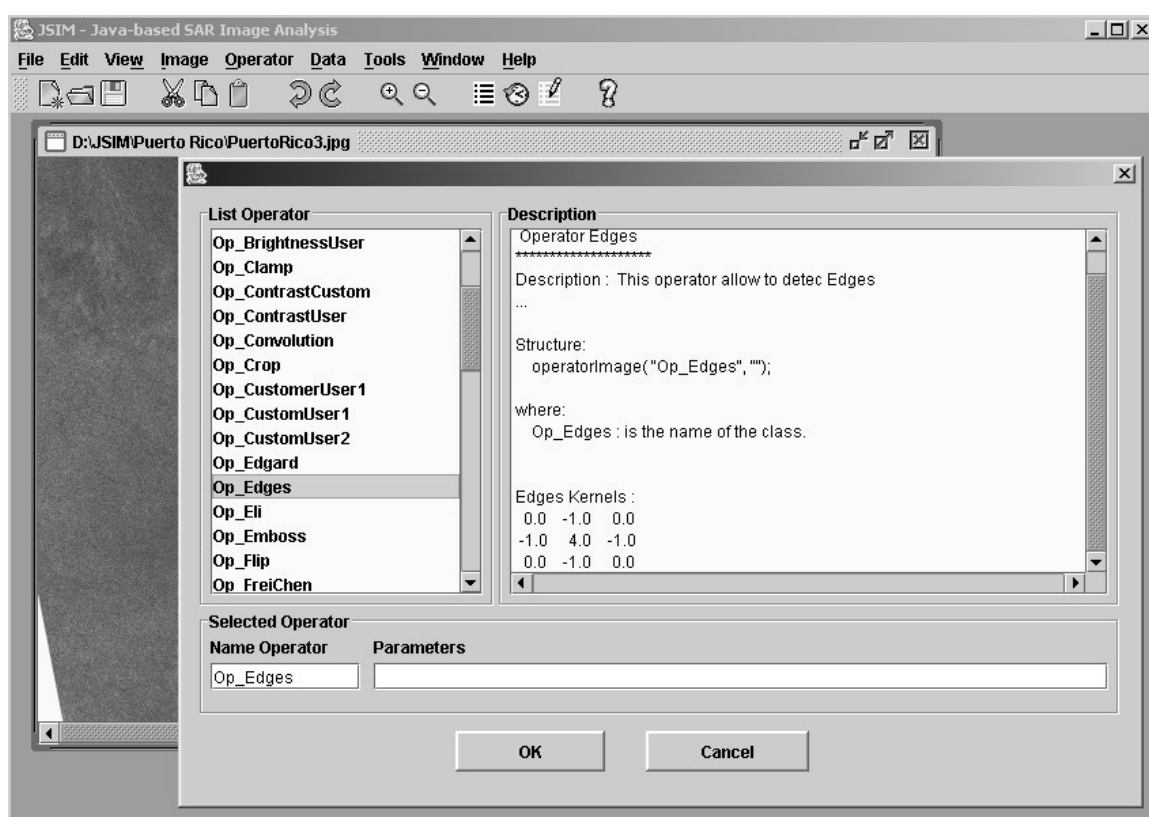 JSIM - Java-based SAR Image Analysis
File Edit View Image Operator Data Tools Window Help
D:\JSIM\Puerto Rico\PuertoRico3.jpg
List Operator
Op_BrightnessUser
Op_Clamp
Op_ContrastCustom
Op_ContrastUser
Op_Convolution
Op_Crop
Op_CustomerUser1
Op_CustomUser1
Op_CustomUser2
Op_Edgard
Op_Edges
Op_Eli
Op_Emboss
Op_Flip
Op_FreiChen
Description
Operator Edges
********************
Description : This operator allow to detec Edges
...
Structure:
operatorImage("Op_Edges","");
where:
Op_Edges : is the name of the class.
Edges Kernels :
0.0 -1.0 0.0
-1.0 4.0 -1.0
0.0 -1.0 0.0
Selected Operator
Name Operator Parameters
Op_Edges
OK Cancel